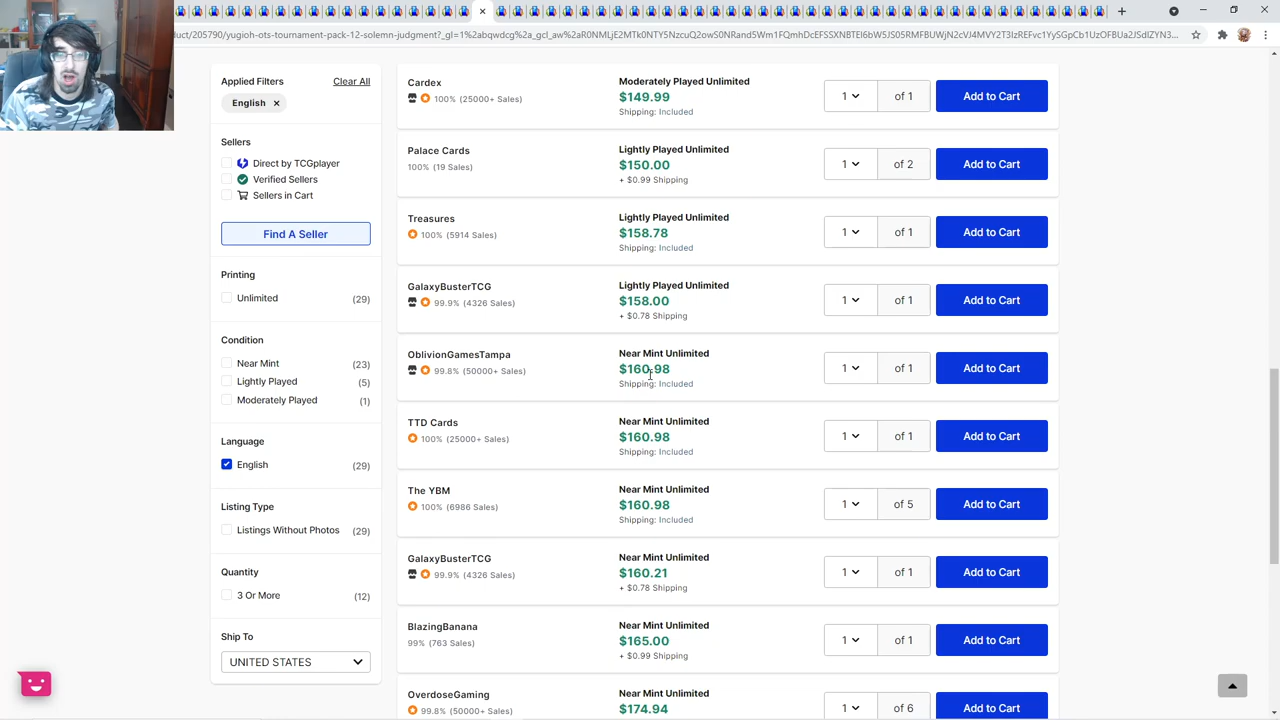 duct/205790/yugioh-ots-tournament-pack-12-solemn-judgment?_gl=1%2abqwdcg%2a_gcl_aw
Applied Filters
Clear All
English ×
Sellers
Direct by TCGplayer
Verified Sellers
Sellers in Cart
Find A Seller
Printing
Unlimited (29)
Condition
Near Mint (23)
Lightly Played (5)
Moderately Played (1)
Language
English (29)
Listing Type
Listings Without Photos (29)
Quantity
3 Or More (12)
Ship To
UNITED STATES
Cardex
100% (25000+ Sales)
Moderately Played Unlimited
$149.99
Shipping: Included
1 of 1 Add to Cart
Palace Cards
100% (19 Sales)
Lightly Played Unlimited
$150.00
+ $0.99 Shipping
1 of 2 Add to Cart
Treasures
100% (5914 Sales)
Lightly Played Unlimited
$158.78
Shipping: Included
1 of 1 Add to Cart
GalaxyBusterTCG
99.9% (4326 Sales)
Lightly Played Unlimited
$158.00
+ $0.78 Shipping
1 of 1 Add to Cart
OblivionGamesTampa
99.8% (50000+ Sales)
Near Mint Unlimited
$160.98
Shipping: Included
1 of 1 Add to Cart
TTD Cards
100% (25000+ Sales)
Near Mint Unlimited
$160.98
Shipping: Included
1 of 1 Add to Cart
The YBM
100% (6986 Sales)
Near Mint Unlimited
$160.98
Shipping: Included
1 of 5 Add to Cart
GalaxyBusterTCG
99.9% (4326 Sales)
Near Mint Unlimited
$160.21
+ $0.78 Shipping
1 of 1 Add to Cart
BlazingBanana
99% (763 Sales)
Near Mint Unlimited
$165.00
+ $0.99 Shipping
1 of 1 Add to Cart
OverdoseGaming
99.8% (50000+ Sales)
Near Mint Unlimited
$174.94
1 of 6 Add to Cart